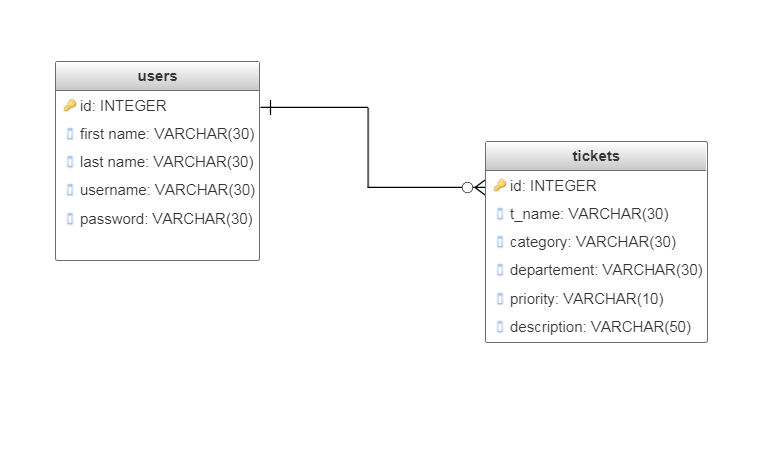 users
id: INTEGER
first name: VARCHAR(30)
last name: VARCHAR(30)
username: VARCHAR(30)
password: VARCHAR(30)
tickets
id: INTEGER
t_name: VARCHAR(30)
category: VARCHAR(30)
departement: VARCHAR(30)
priority: VARCHAR(10)
description: VARCHAR(50)